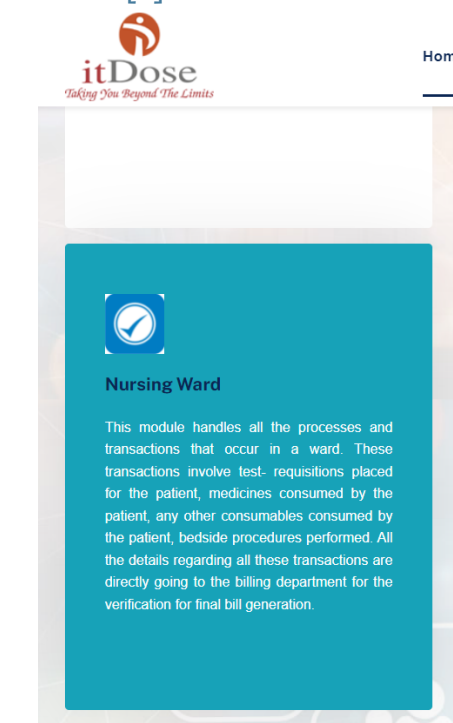 itDose
Taking You Beyond The Limits
Hom
Nursing Ward
This module handles all the processes and
transactions that occur in a ward. These
transactions involve test- requisitions placed
for the patient, medicines consumed by the
patient, any other consumables consumed by
the patient, bedside procedures performed. All
the details regarding all these transactions are
directly going to the billing department for the
verification for final bill generation.